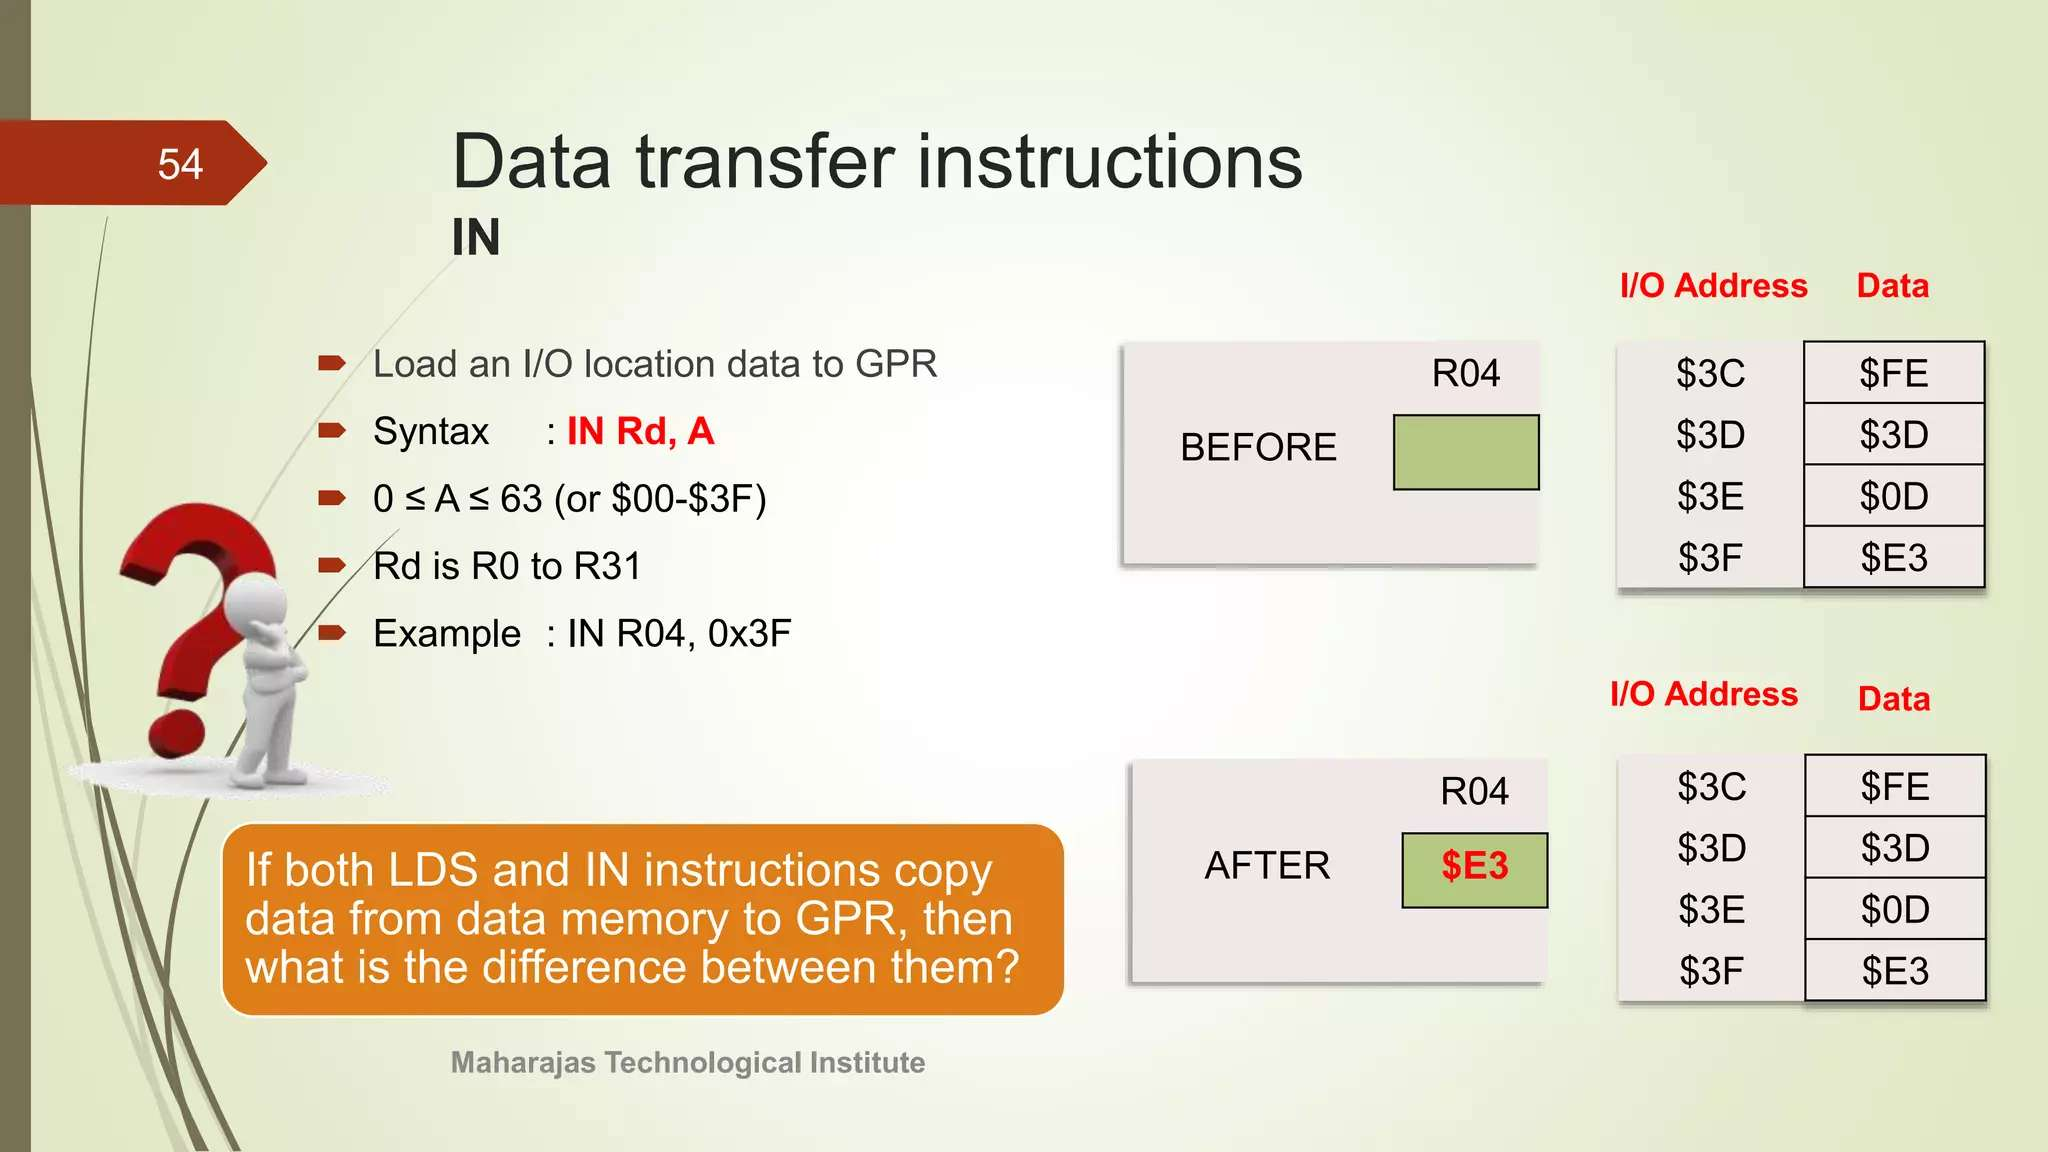 54
Data transfer instructions
IN
Load an I/O location data to GPR
Syntax : IN Rd, A
0 ≤ A ≤ 63 (or $00-$3F)
Rd is R0 to R31
Example : IN R04, 0x3F
If both LDS and IN instructions copy
data from data memory to GPR, then
what is the difference between them?
I/O Address Data
R04
BEFORE
$3C $FE
$3D $3D
$3E $0D
$3F $E3
I/O Address Data
R04
AFTER $E3
$3C $FE
$3D $3D
$3E $0D
$3F $E3
Maharajas Technological Institute